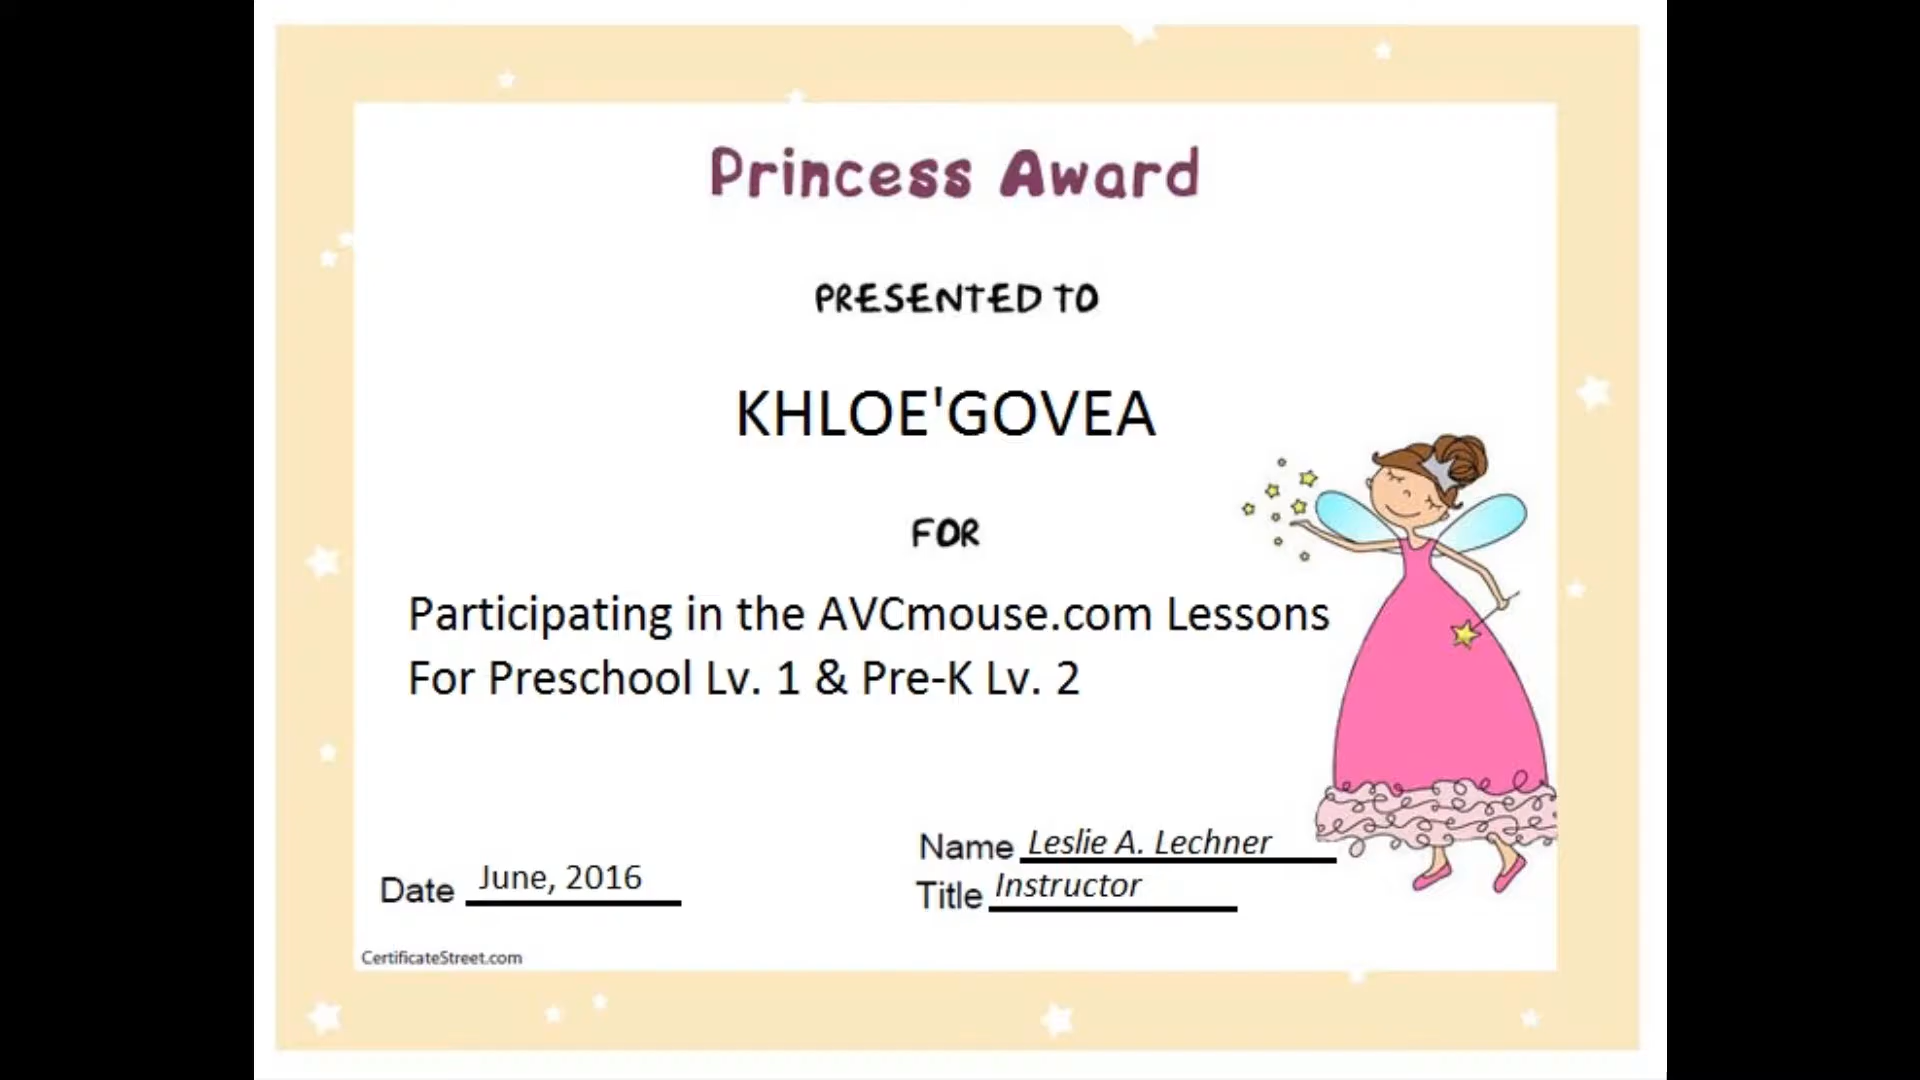 Princess Award
PRESENTED TO
KHLOE'GOVEA
FOR
Participating in the AVCmouse.com Lessons
For Preschool Lv. 1 & Pre-K Lv. 2
Name Leslie A. Lechner
Date June, 2016
Title Instructor
CertificateStreet.com